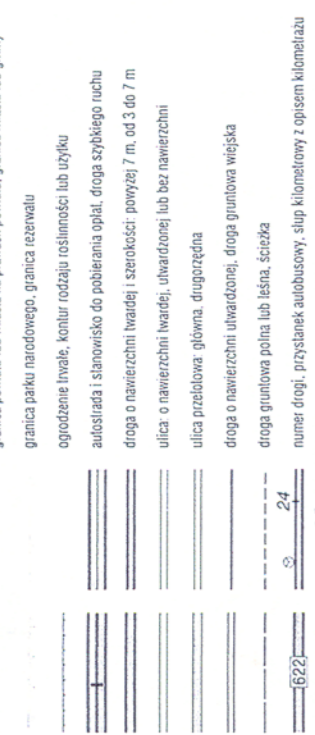 granica parku narodowego, granica rezerwatu
ogrodzenie trwałe, kontur rodzaju roślinności lub użytku
autostrada i stanowisko do pobierania opłat, droga szybkiego ruchu
droga o nawierzchni twardej i szerokości: powyżej 7 m, od 3 do 7 m
ulica: o nawierzchni twardej, utwardzonej lub bez nawierzchni
ulica przelotowa: główna, drugorzędna
droga o nawierzchni utwardzonej, droga gruntowa wiejska
droga gruntowa polna lub leśna, ścieżka
622 24 numer drogi, przystanek autobusowy, słup kilometrowy z opisem kilometrażu